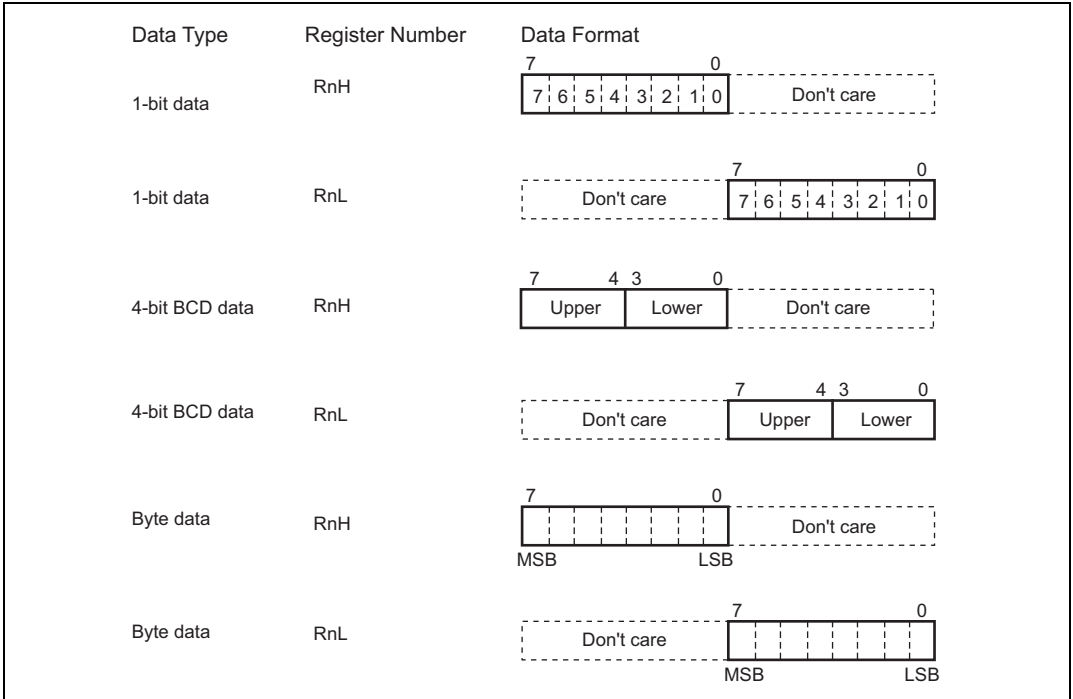 Data Type Register Number Data Format
7 0
1-bit data RnH 7 6 5 4 3 2 1 0 Don't care
7 0
1-bit data RnL Don't care 7 6 5 4 3 2 1 0
7 4 3 0
4-bit BCD data RnH Upper Lower Don't care
7 4 3 0
4-bit BCD data RnL Don't care Upper Lower
7 0
Byte data RnH Don't care
MSB LSB
7 0
Byte data RnL Don't care
MSB LSB